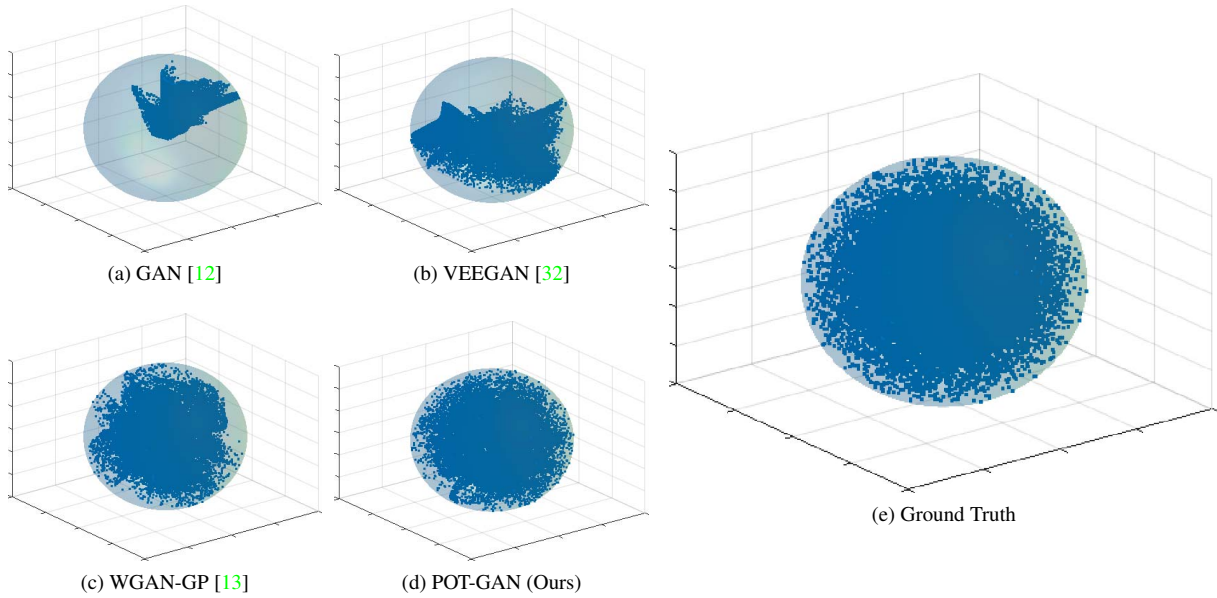 (a) GAN [12]
(b) VEEGAN [32]
(c) WGAN-GP [13]
(d) POT-GAN (Ours)
(e) Ground Truth